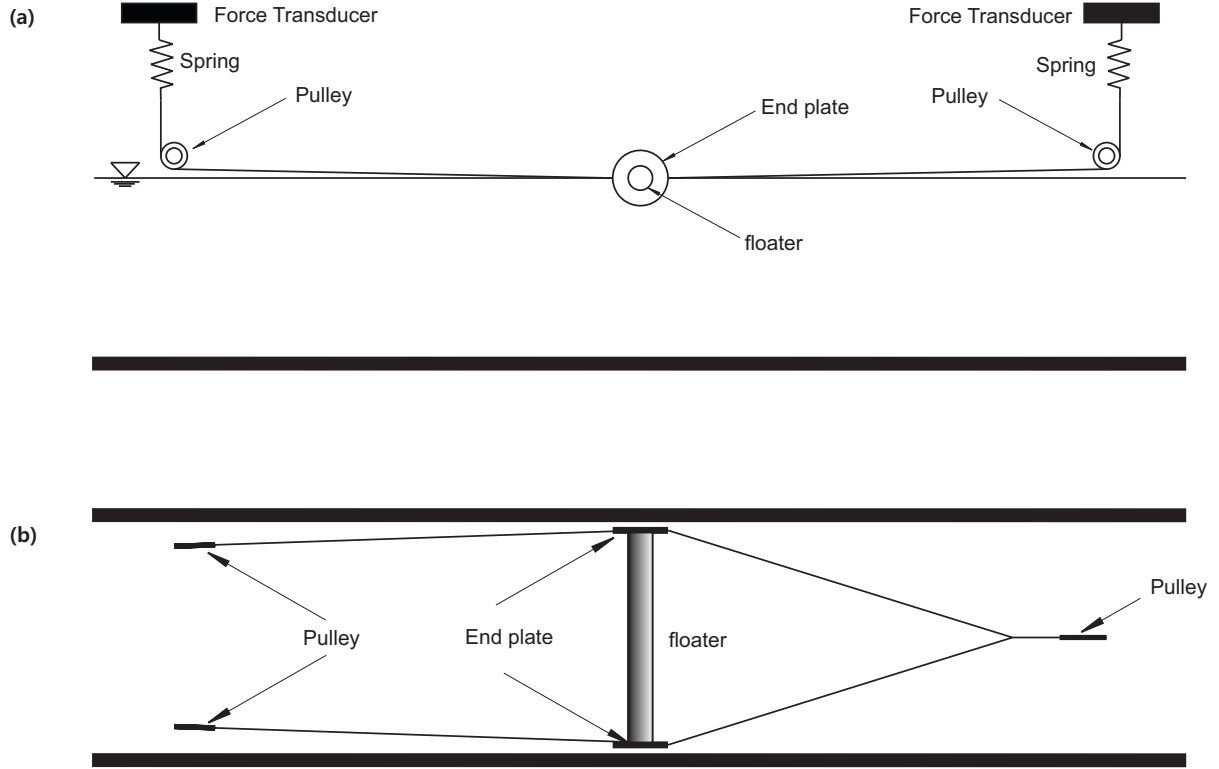 (a)
Force Transducer
Force Transducer
Spring
Spring
Pulley
Pulley
End plate
floater
(b)
Pulley
Pulley
End plate
floater